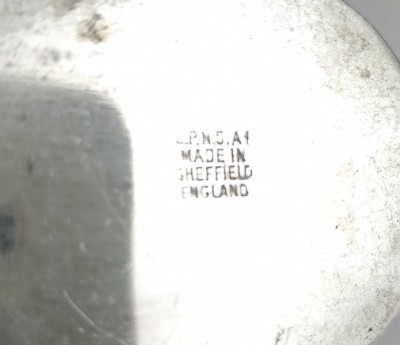 E.P.N.S.A1
MADE IN
SHEFFIELD
ENGLAND